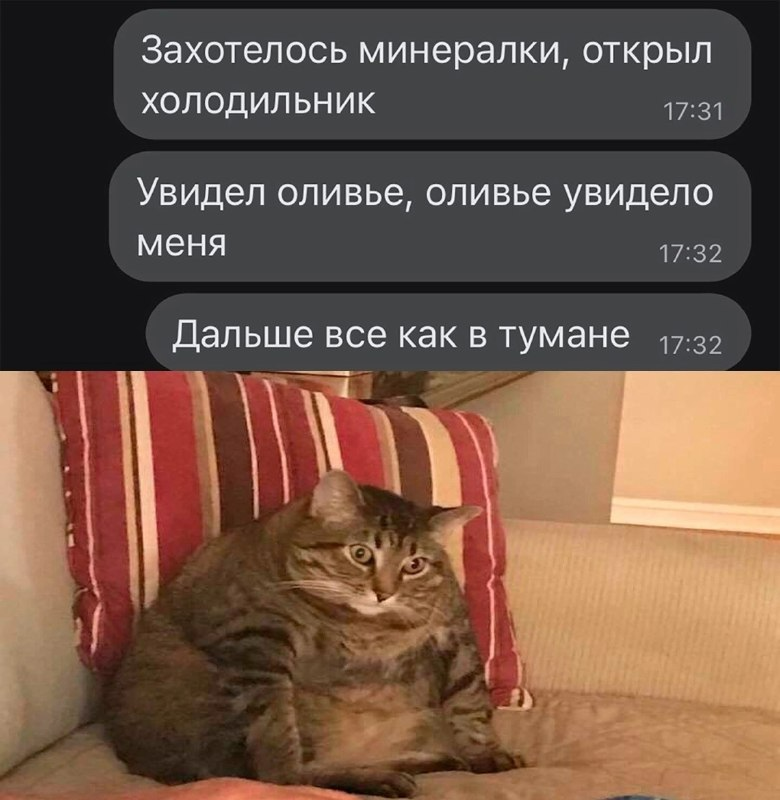 Захотелось минералки, открыл
холодильник
17:31
Увидел оливье, оливье увидело
меня
17:32
Дальше все как в тумане
17:32